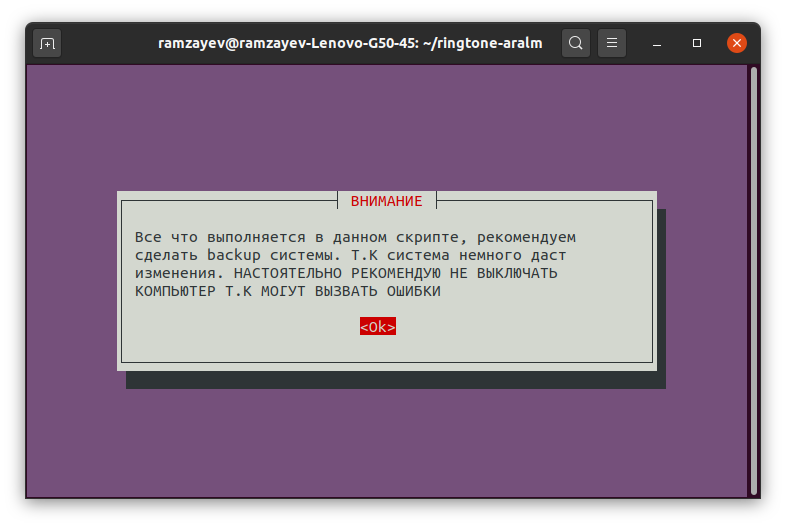 ramzayev@ramzayev-Lenovo-G50-45: ~/ringtone-aralm
ВНИМАНИЕ
Все что выполняется в данном скрипте, рекомендуем
сделать backup системы. Т.К система немного даст
изменения. НАСТОЯТЕЛЬНО РЕКОМЕНДУЮ НЕ ВЫКЛЮЧАТЬ
КОМПЬЮТЕР Т.К МОГУТ ВЫЗВАТЬ ОШИБКИ
<Ok>